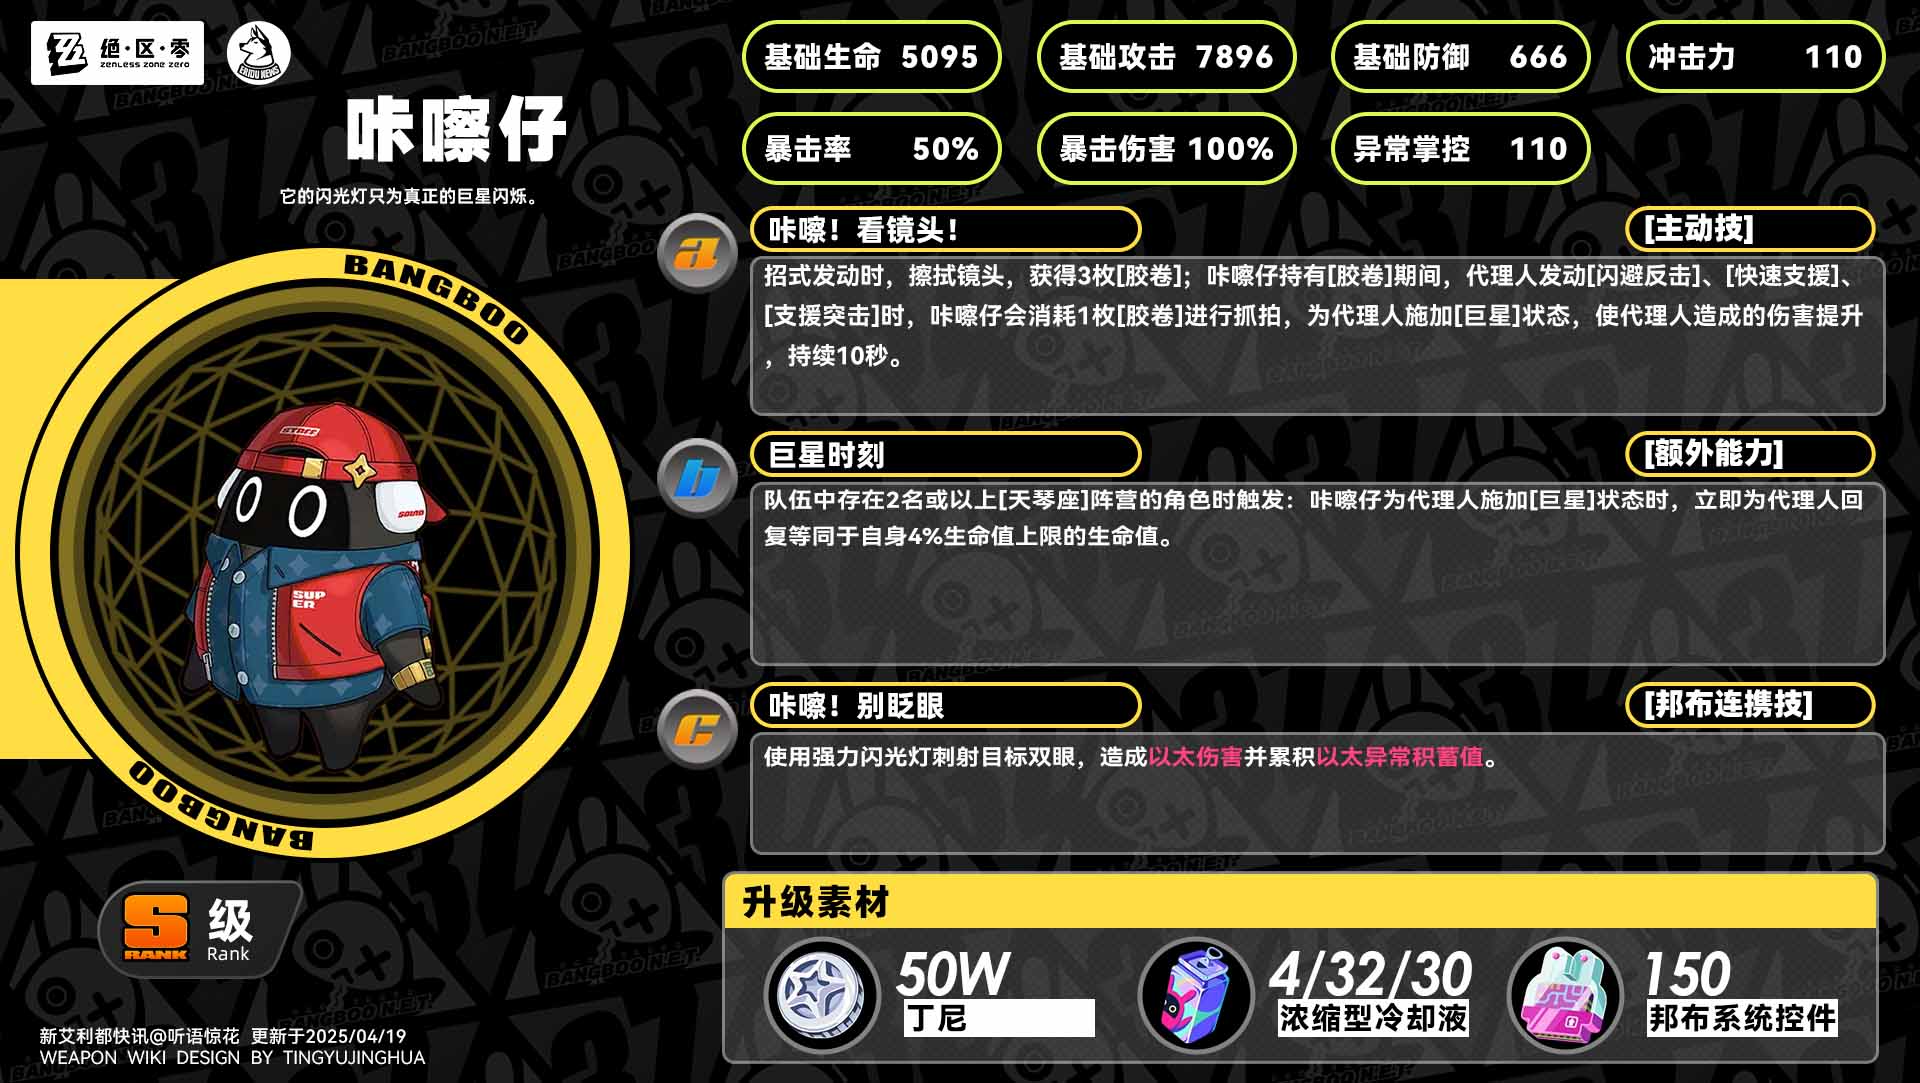 绝·区·零
ZENLESS ZONE ZERO
ERIDU NEWS
咔嚓仔
它的闪光灯只为真正的巨星闪烁。
BANGBOO
STREE
SOUND
SUP
ER
BANGBOO
S
RANK
级
Rank
新艾利都快讯@听语惊花 更新于2025/04/19
WEAPON WIKI DESIGN BY TINGYUJINGHUA
基础生命 5095
基础攻击 7896
基础防御 666
冲击力 110
暴击率 50%
暴击伤害 100%
异常掌控 110
a
咔嚓！看镜头！
[主动技]
招式发动时，擦拭镜头，获得3枚[胶卷]；咔嚓仔持有[胶卷]期间，代理人发动[闪避反击]、[快速支援]、
[支援突击]时，咔嚓仔会消耗1枚[胶卷]进行抓拍，为代理人施加[巨星]状态，使代理人造成的伤害提升
，持续10秒。
b
巨星时刻
[额外能力]
队伍中存在2名或以上[天琴座]阵营的角色时触发：咔嚓仔为代理人施加[巨星]状态时，立即为代理人回
复等同于自身4%生命值上限的生命值。
c
咔嚓！别眨眼
[邦布连携技]
使用强力闪光灯刺射目标双眼，造成以太伤害并累积以太异常积蓄值。
升级素材
50W
丁尼
4/32/30
浓缩型冷却液
150
邦布系统控件